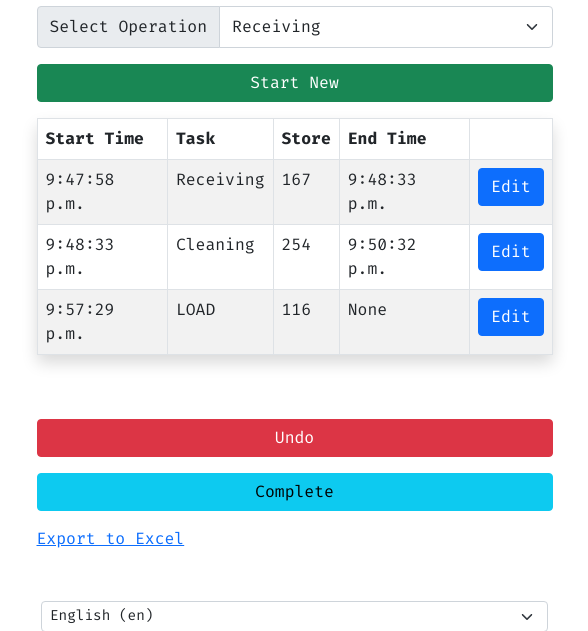 Select Operation Receiving
Start New
Start Time Task Store End Time
9:47:58 Receiving 167 9:48:33 Edit
p.m. p.m.
9:48:33 Cleaning 254 9:50:32 Edit
p.m. p.m.
9:57:29 LOAD 116 None Edit
p.m.
Undo
Complete
Export to Excel
English (en)